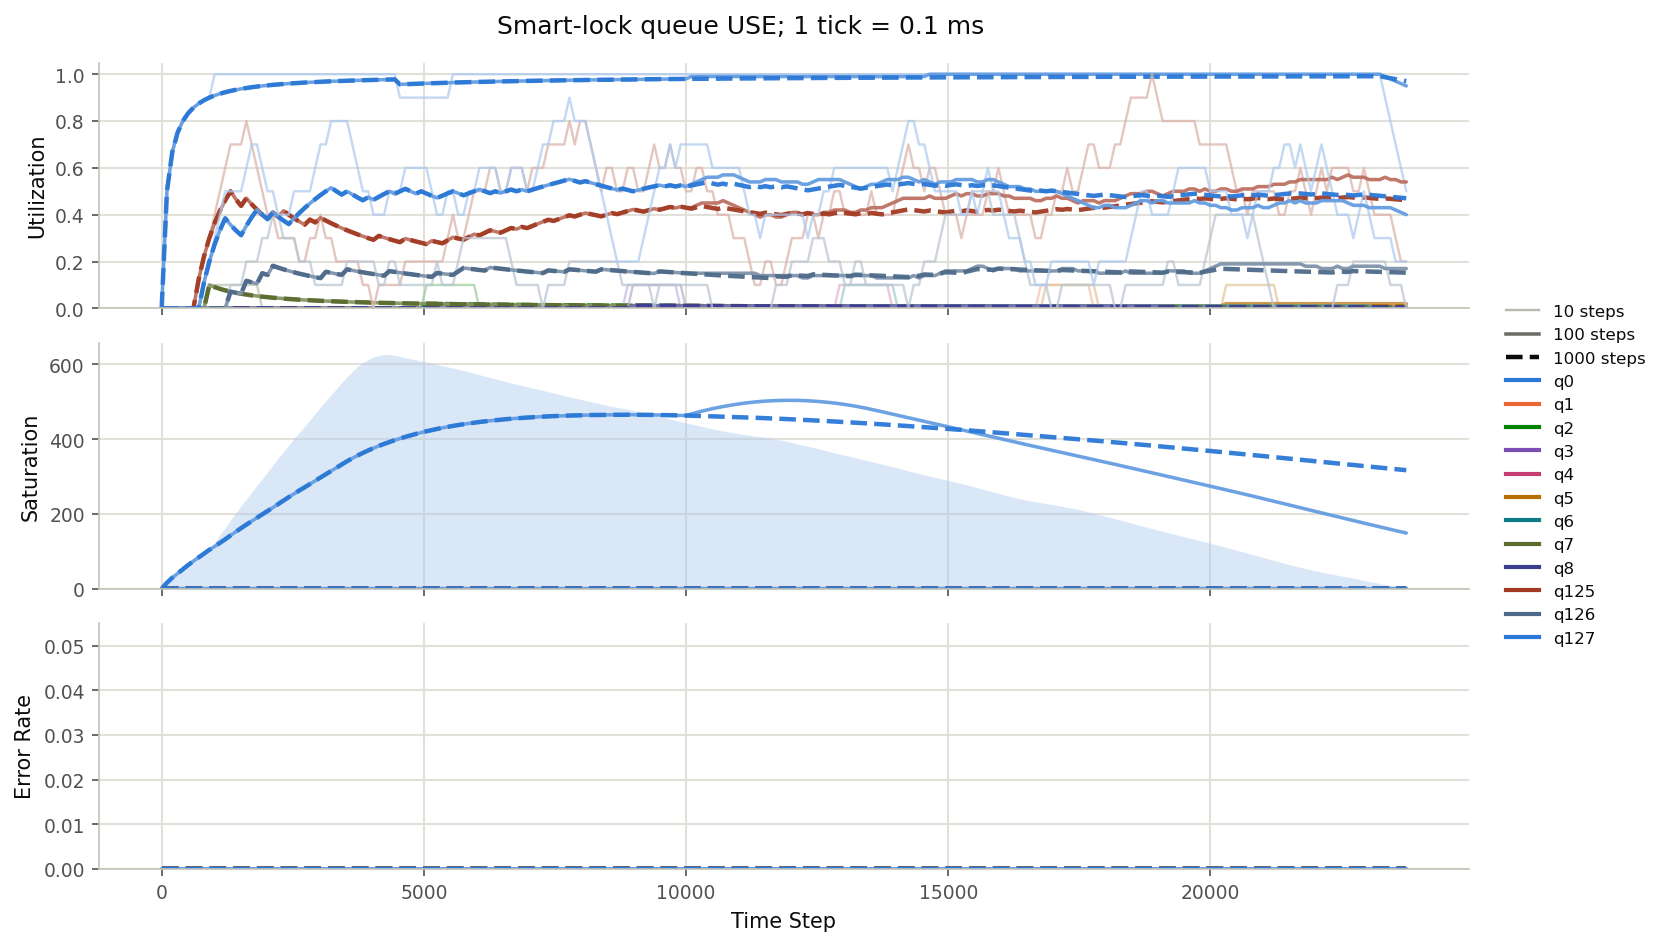 Smart-lock queue USE; 1 tick = 0.1 ms
Utilization
1.0
0.8
0.6
0.4
0.2
0.0
Saturation
600
400
200
0
Error Rate
0.05
0.04
0.03
0.02
0.01
0.00
0
5000
10000
15000
20000
Time Step
10 steps
100 steps
1000 steps
q0
q1
q2
q3
q4
q5
q6
q7
q8
q125
q126
q127